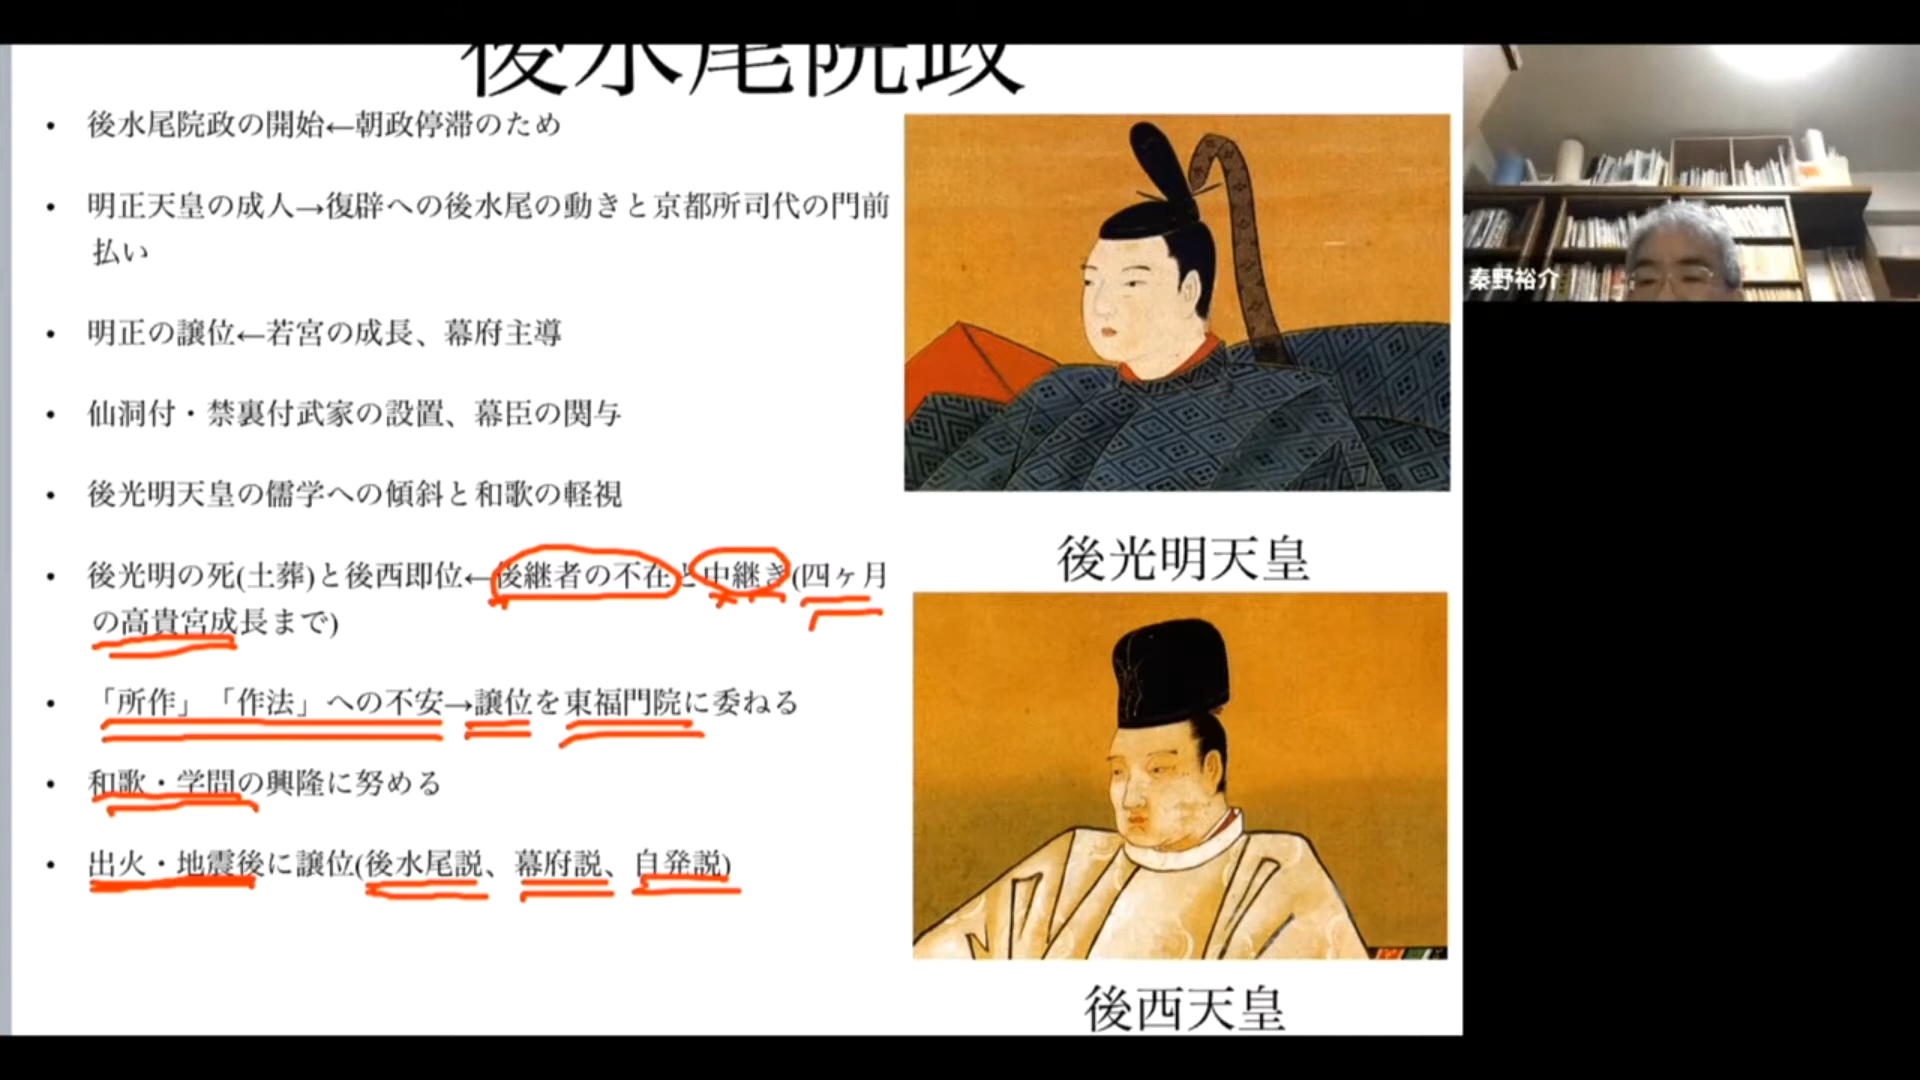 後水尾院政
• 後水尾院政の開始←朝政停滞のため
• 明正天皇の成人→復辟への後水尾の動きと京都所司代の門前
払い
• 明正の譲位←若宮の成長、幕府主導
• 仙洞付・禁裏付武家の設置、幕臣の関与
• 後光明天皇の儒学への傾斜と和歌の軽視
• 後光明の死(土葬)と後西即位←後継者の不在と中継ぎ(四ヶ月
の高貴宮成長まで)
• 「所作」「作法」への不安→譲位を東福門院に委ねる
• 和歌・学問の興隆に努める
• 出火・地震後に譲位(後水尾説、幕府説、自発説)
後光明天皇
後西天皇
秦野裕介